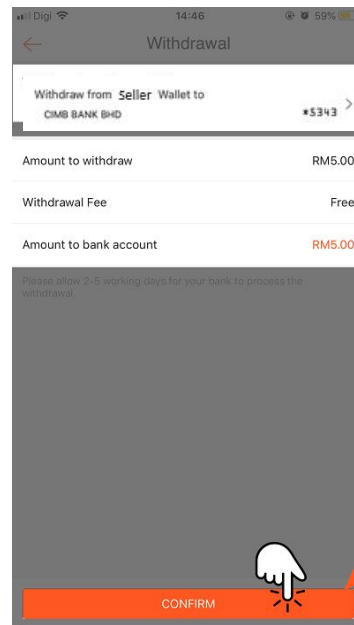 Digi 14:46 59%
Withdrawal
Withdraw from Seller Wallet to
CIMB BANK BHD *5343
Amount to withdraw RM5.00
Withdrawal Fee Free
Amount to bank account RM5.00
Please allow 2-5 working days for your bank to process the
withdrawal.
CONFIRM